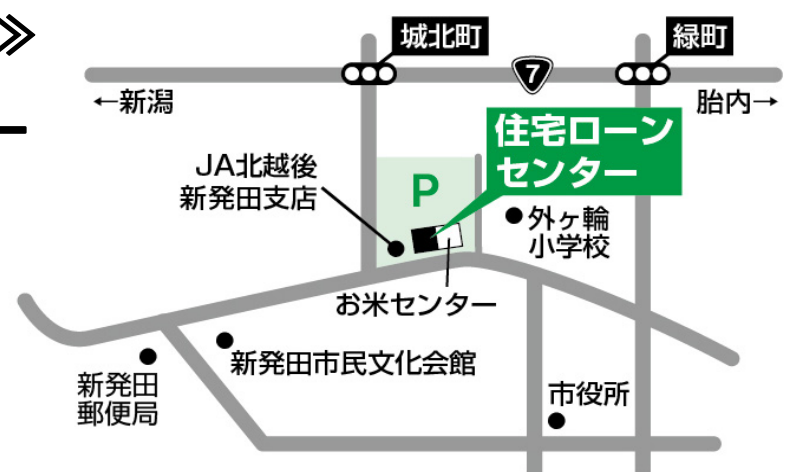 城北町
緑町
7
←新潟
胎内→
住宅ローン
センター
JA北越後
新発田支店
P
外ヶ輪
小学校
お米センター
新発田市民文化会館
新発田
郵便局
市役所